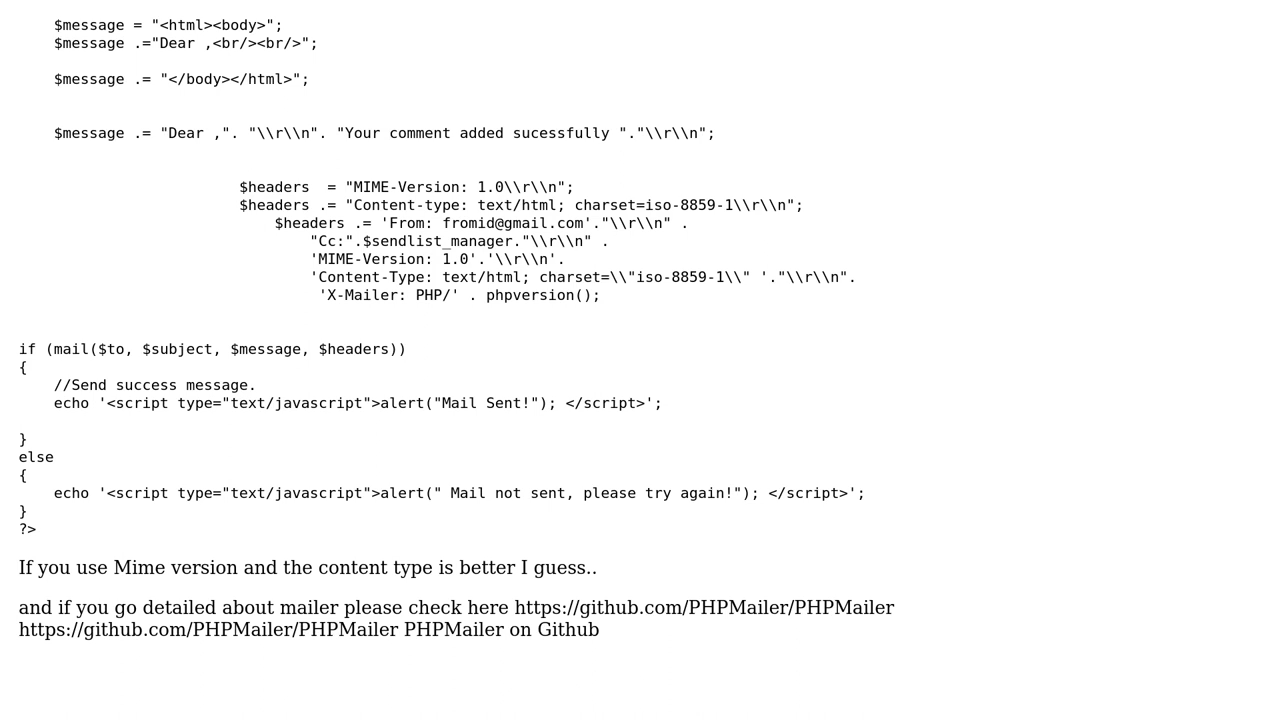 $message = "<html><body>";
$message .="Dear ,<br/><br/>";
$message .= "</body></html>";
$message .= "Dear ,". "\\r\\n". "Your comment added sucessfully "."\\r\\n";
$headers  = "MIME-Version: 1.0\\r\\n";
$headers .= "Content-type: text/html; charset=iso-8859-1\\r\\n";
$headers .= 'From: fromid@gmail.com'."\\r\\n" .
"Cc:".$sendlist_manager."\\r\\n" .
'MIME-Version: 1.0'.'\\r\\n'.
'Content-Type: text/html; charset=\\"iso-8859-1\\" '."\\r\\n".
'X-Mailer: PHP/' . phpversion();
if (mail($to, $subject, $message, $headers))
{
//Send success message.
echo '<script type="text/javascript">alert("Mail Sent!"); </script>';
}
else
{
echo '<script type="text/javascript">alert(" Mail not sent, please try again!"); </script>';
}
?>
If you use Mime version and the content type is better I guess..
and if you go detailed about mailer please check here https://github.com/PHPMailer/PHPMailer
https://github.com/PHPMailer/PHPMailer PHPMailer on Github